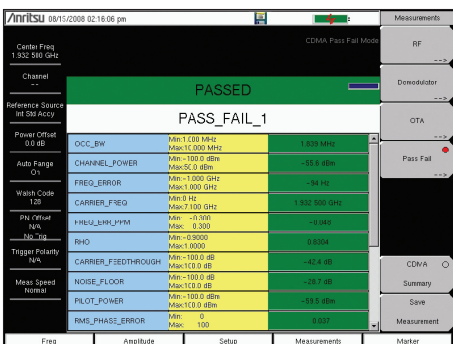 Anritsu 08/15/2008 02:16:06 pm
Measurements
CDMA Pass Fail Mode
Center Freq
1.932 500 GHz
Channel
--
Reference Source
Int Std Accy
Power Offset
0.0 dB
Auto Range
On
Walsh Code
128
PN Offset
N/A
No Trig
Trigger Polarity
N/A
Meas Speed
Normal
PASSED
PASS_FAIL_1
OCC_BW Min:1.000 MHz 1.839 MHz
Max:10.000 MHz
CHANNEL_POWER Min:-100.0 dBm -55.6 dBm
Max:50.0 dBm
FREQ_ERROR Min:-1.000 GHz -94 Hz
Max:1.000 GHz
CARRIER_FREQ Min:0 Hz 1.932 500 GHz
Max:7.100 GHz
FREQ_ERR_PPM Min: -0.300 -0.048
Max: 0.300
RHO Min:-0.9000 0.8304
Max:1.0000
CARRIER_FEEDTHROUGH Min:-100.0 dB -42.4 dB
Max:100.0 dB
NOISE_FLOOR Min:-100.0 dB -28.7 dB
Max:100.0 dB
PILOT_POWER Min:-100.0 dBm -59.5 dBm
Max:100.0 dBm
RMS_PHASE_ERROR Min: 0 0.037
Max: 100
RF
-->
Demodulator
-->
OTA
-->
Pass Fail
-->
CDMA
Summary
Save
Measurement
Freq Amplitude Setup Measurements Marker